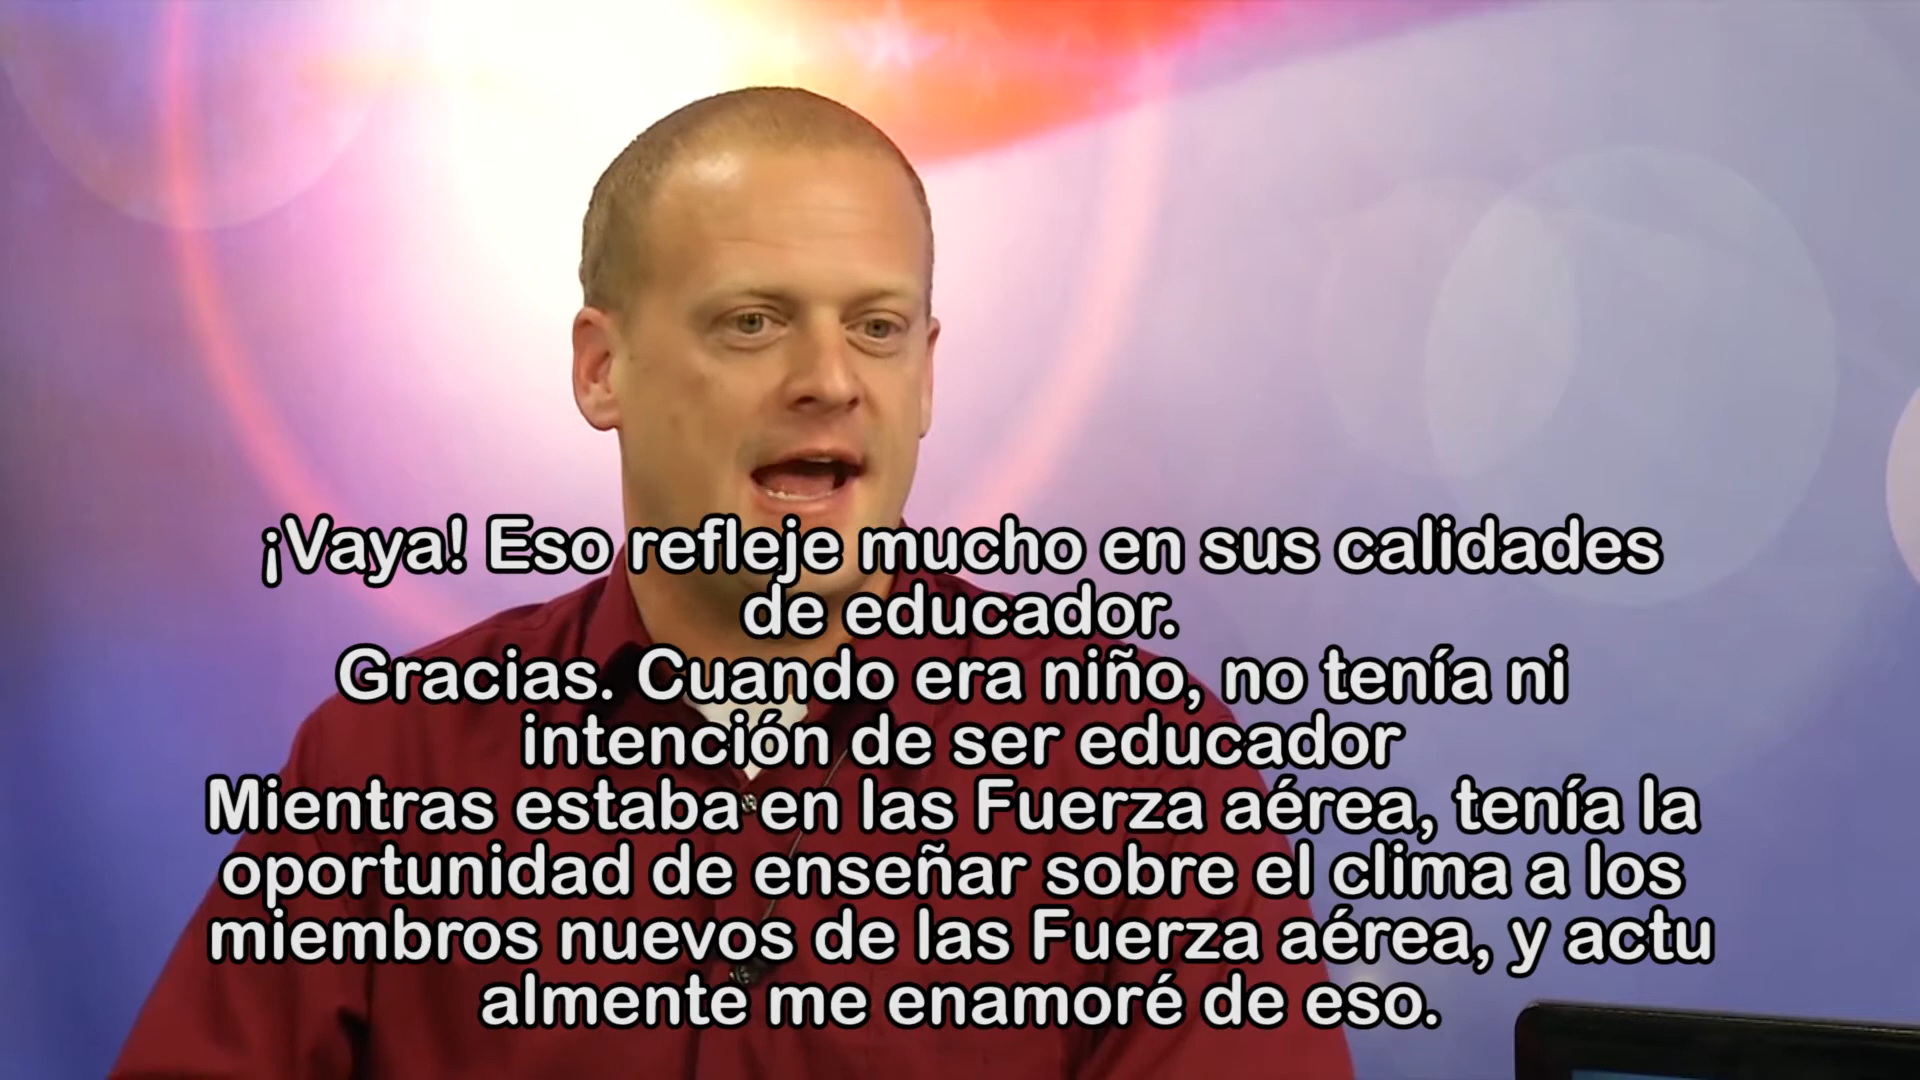 ¡Vaya! Eso refleje mucho en sus calidades
de educador.
Gracias. Cuando era niño, no tenía ni
intención de ser educador
Mientras estaba en las Fuerza aérea, tenía la
oportunidad de enseñar sobre el clima a los
miembros nuevos de las Fuerza aérea, y actu
almente me enamoré de eso.